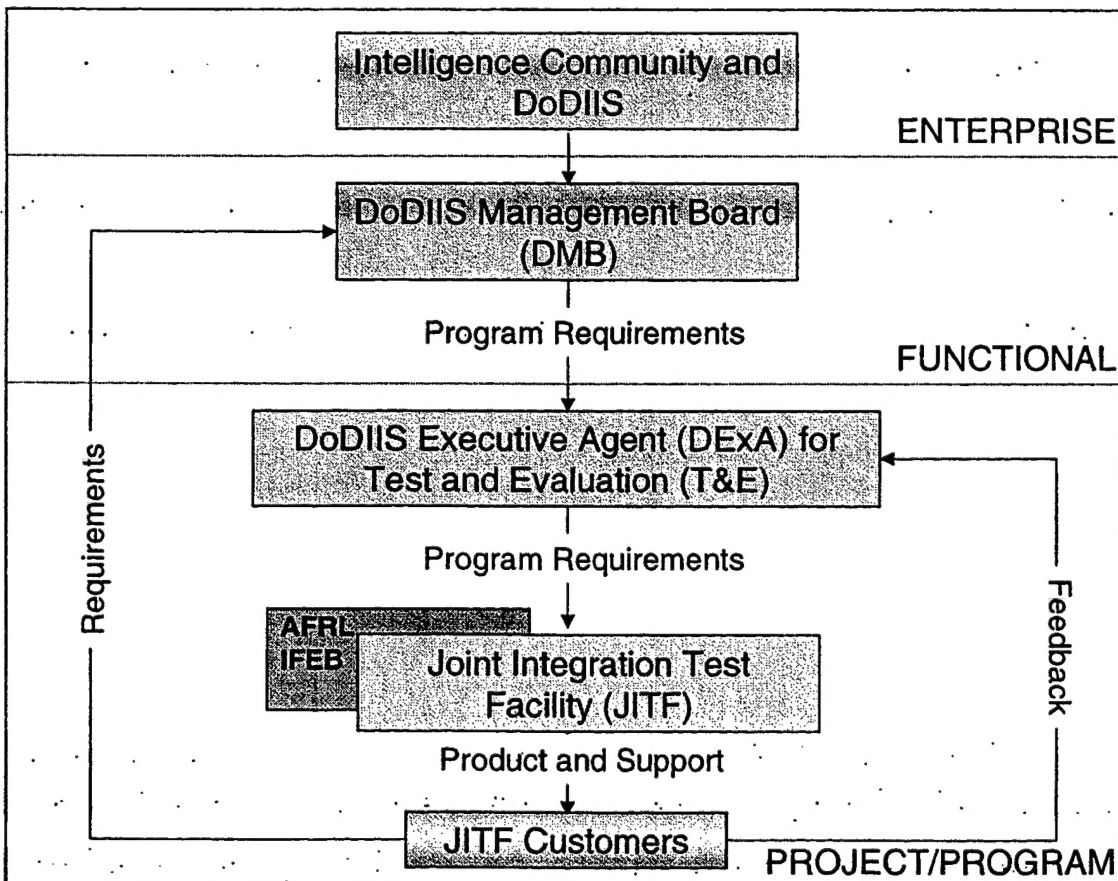 Intelligence Community and
DoDIIS
ENTERPRISE
DoDIIS Management Board
(DMB)
Program Requirements
FUNCTIONAL
DoDIIS Executive Agent (DExA) for
Test and Evaluation (T&E)
Requirements
Program Requirements
Feedback
AFRL
IFEB
Joint Integration Test
Facility (JITF)
Product and Support
JITF Customers
PROJECT/PROGRAM